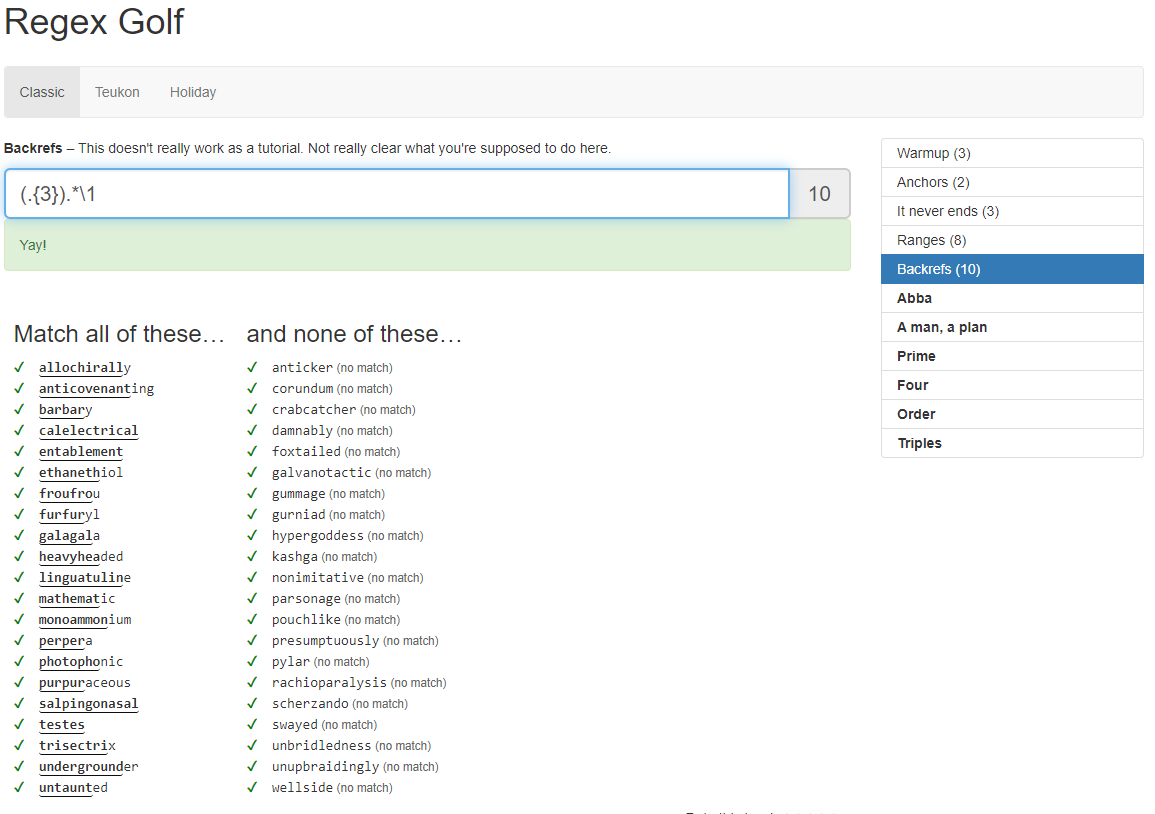 Regex Golf
Classic Teukon Holiday
Backrefs – This doesn't really work as a tutorial. Not really clear what you're supposed to do here.
(.{3}).*\1 10
Yay!
Warmup (3)
Anchors (2)
It never ends (3)
Ranges (8)
Backrefs (10)
Abba
A man, a plan
Prime
Four
Order
Triples
Match all of these… and none of these…
✓ allochirally ✓ anticker (no match)
✓ anticovenanting ✓ corundum (no match)
✓ barbary ✓ crabcatcher (no match)
✓ calelectrical ✓ damnably (no match)
✓ entablement ✓ foxtailed (no match)
✓ ethanethiol ✓ galvanotactic (no match)
✓ froufrou ✓ gummage (no match)
✓ furfuryl ✓ gurniad (no match)
✓ galagala ✓ hypergoddess (no match)
✓ heavyheaded ✓ kashga (no match)
✓ linguatuline ✓ nonimitative (no match)
✓ mathematic ✓ parsonage (no match)
✓ monoammonium ✓ pouchlike (no match)
✓ perpera ✓ presumptuously (no match)
✓ photophonic ✓ pylar (no match)
✓ purpuraceous ✓ rachioparalysis (no match)
✓ salpingonasal ✓ scherzando (no match)
✓ testes ✓ swayed (no match)
✓ trisectrix ✓ unbridledness (no match)
✓ undergrounder ✓ unupbraidingly (no match)
✓ untaunted ✓ wellside (no match)